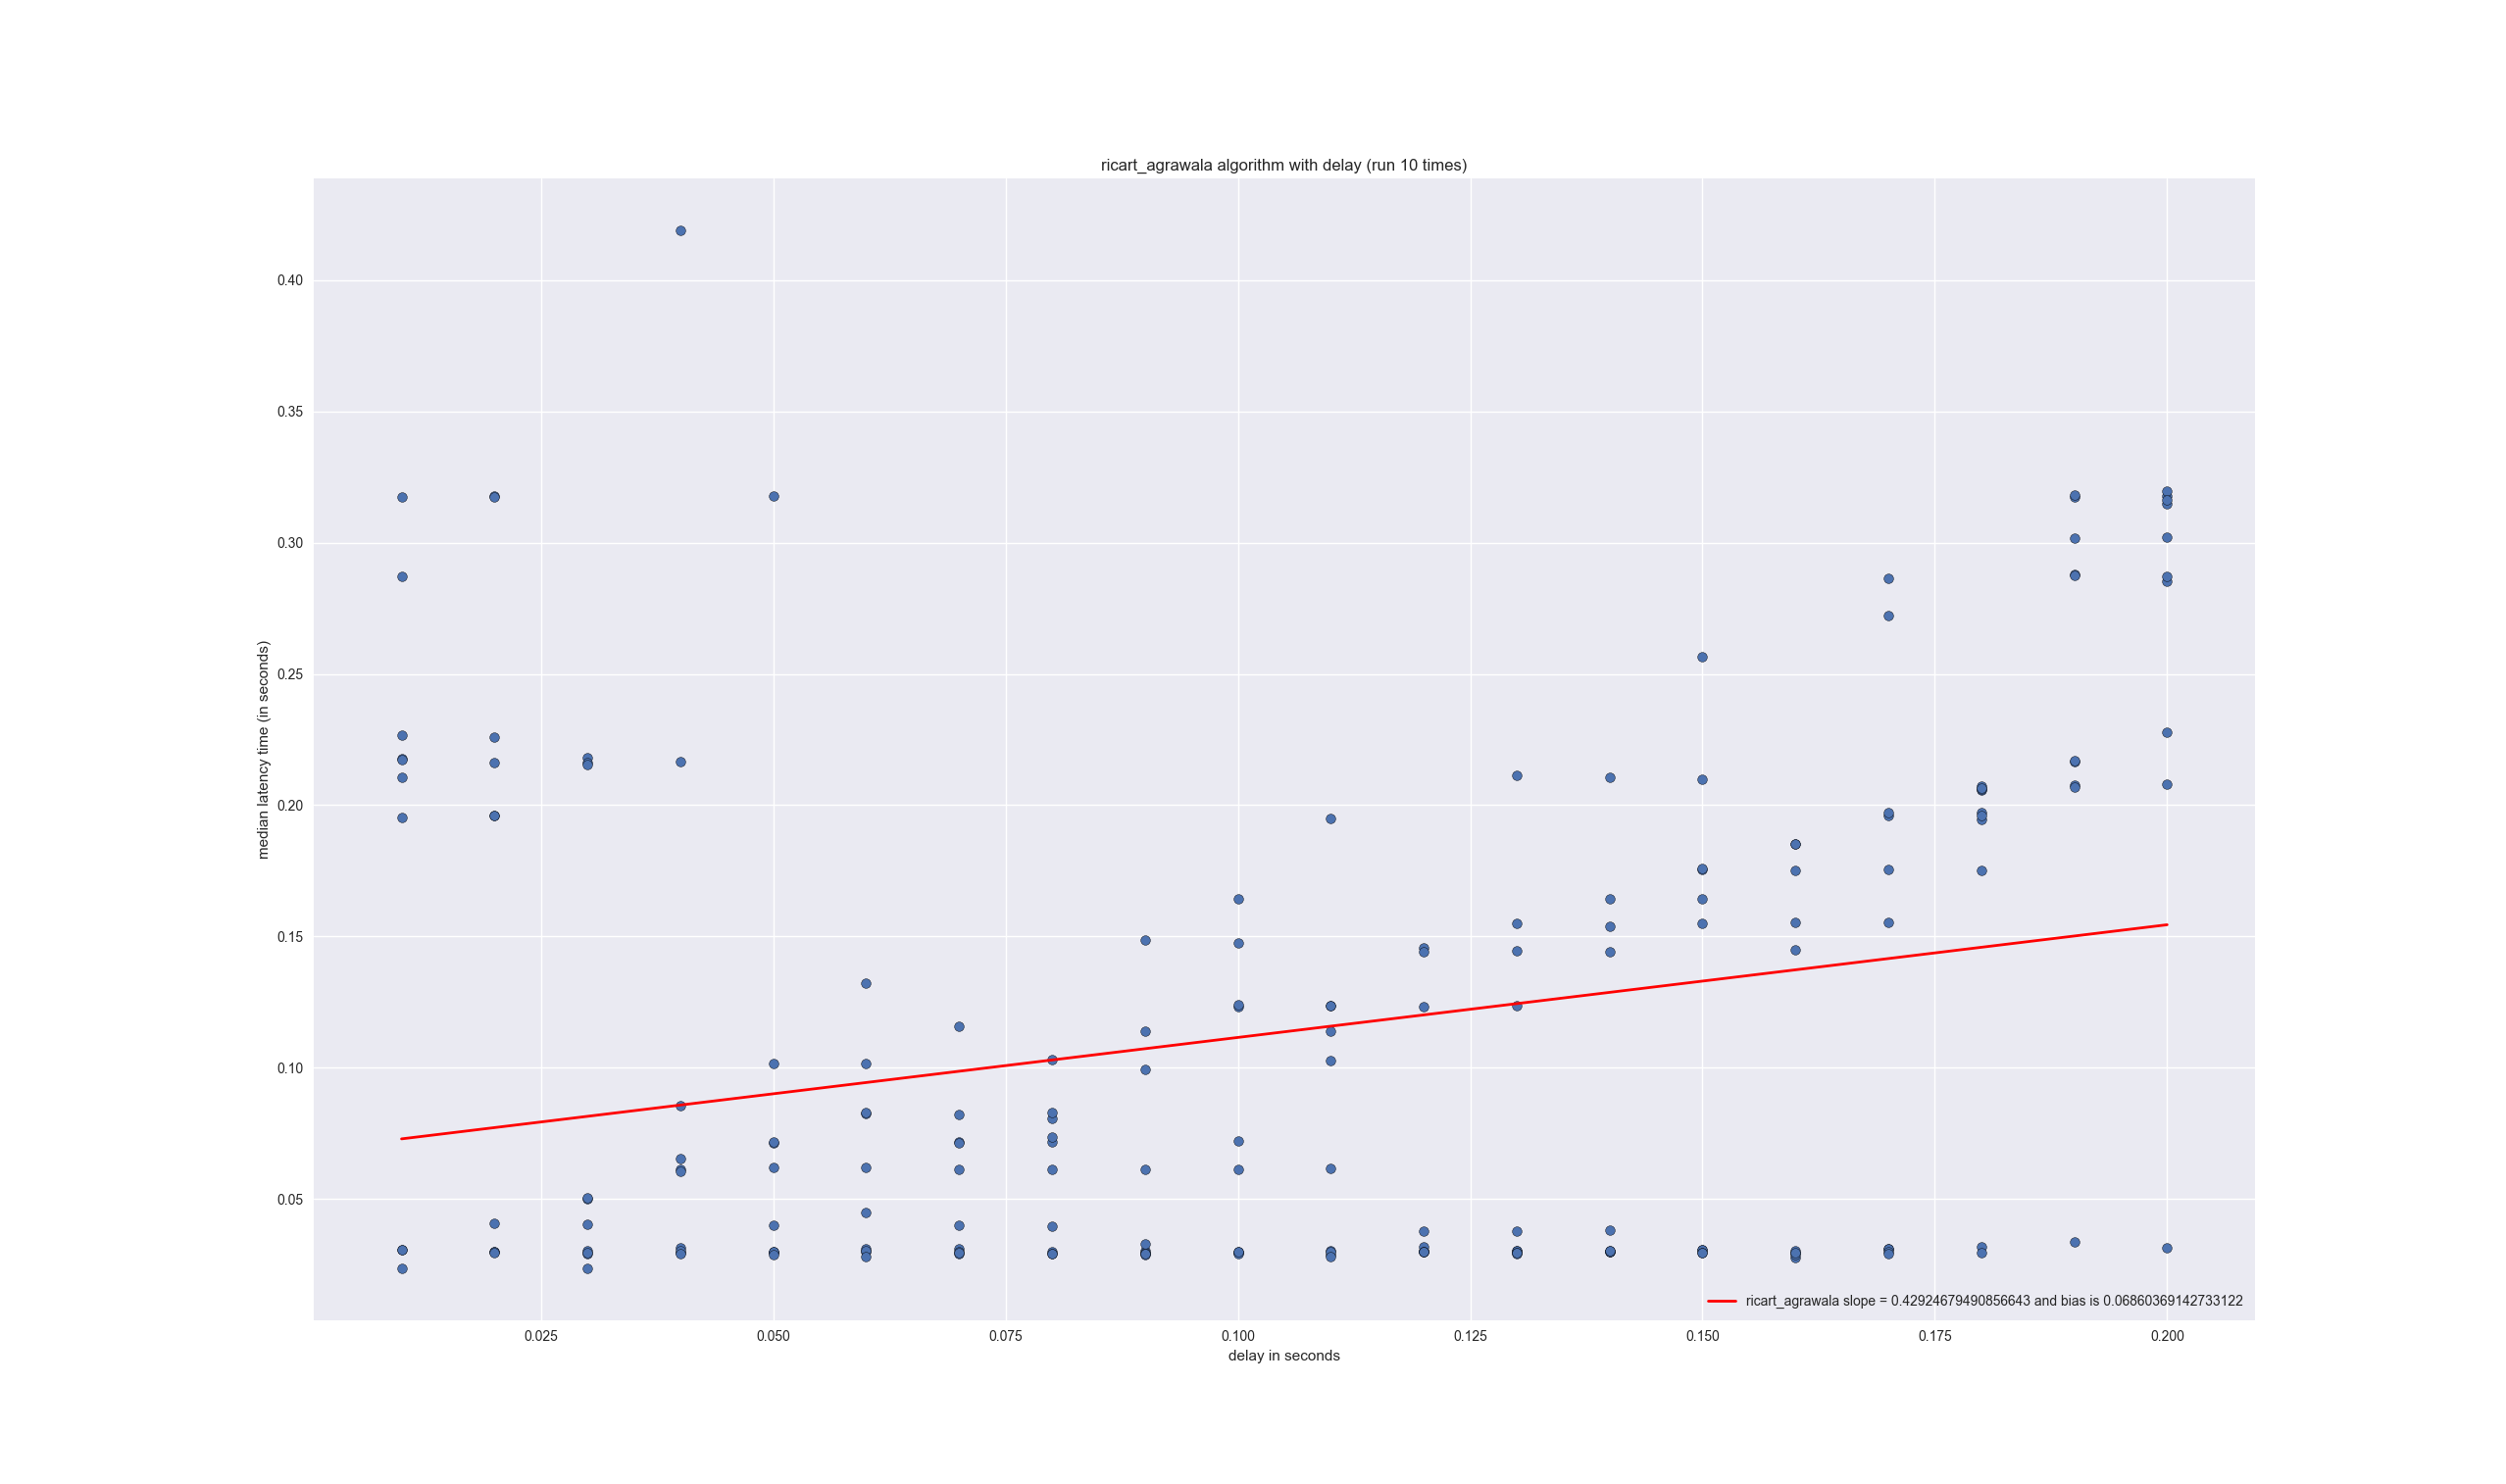 ricart_agrawala algorithm with delay (run 10 times)
median latency time (in seconds)
0.40
0.35
0.30
0.25
0.20
0.15
0.10
0.05
ricart_agrawala slope = 0.42924679490856643 and bias is 0.06860369142733122
0.025 0.050 0.075 0.100 0.125 0.150 0.175 0.200
delay in seconds